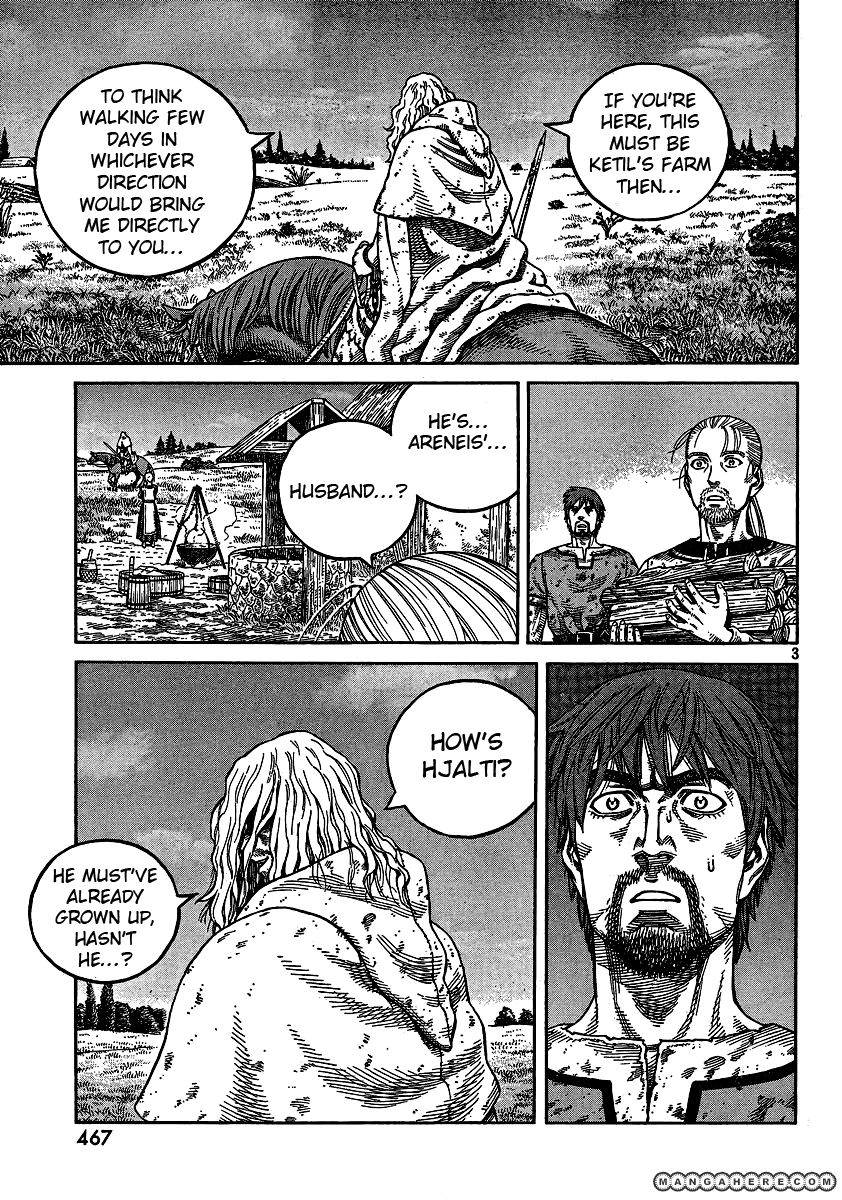 IF YOU'RE
HERE, THIS
MUST BE
KETIL'S FARM
THEN...
TO THINK
WALKING FEW
DAYS IN
WHICHEVER
DIRECTION
WOULD BRING
ME DIRECTLY
TO YOU...
HE'S...
ARENEIS'...
HUSBAND...?
3
HOW'S
HJALTI?
HE MUST'VE
ALREADY
GROWN UP,
HASN'T
HE...?
467
MANGAHERE.COM